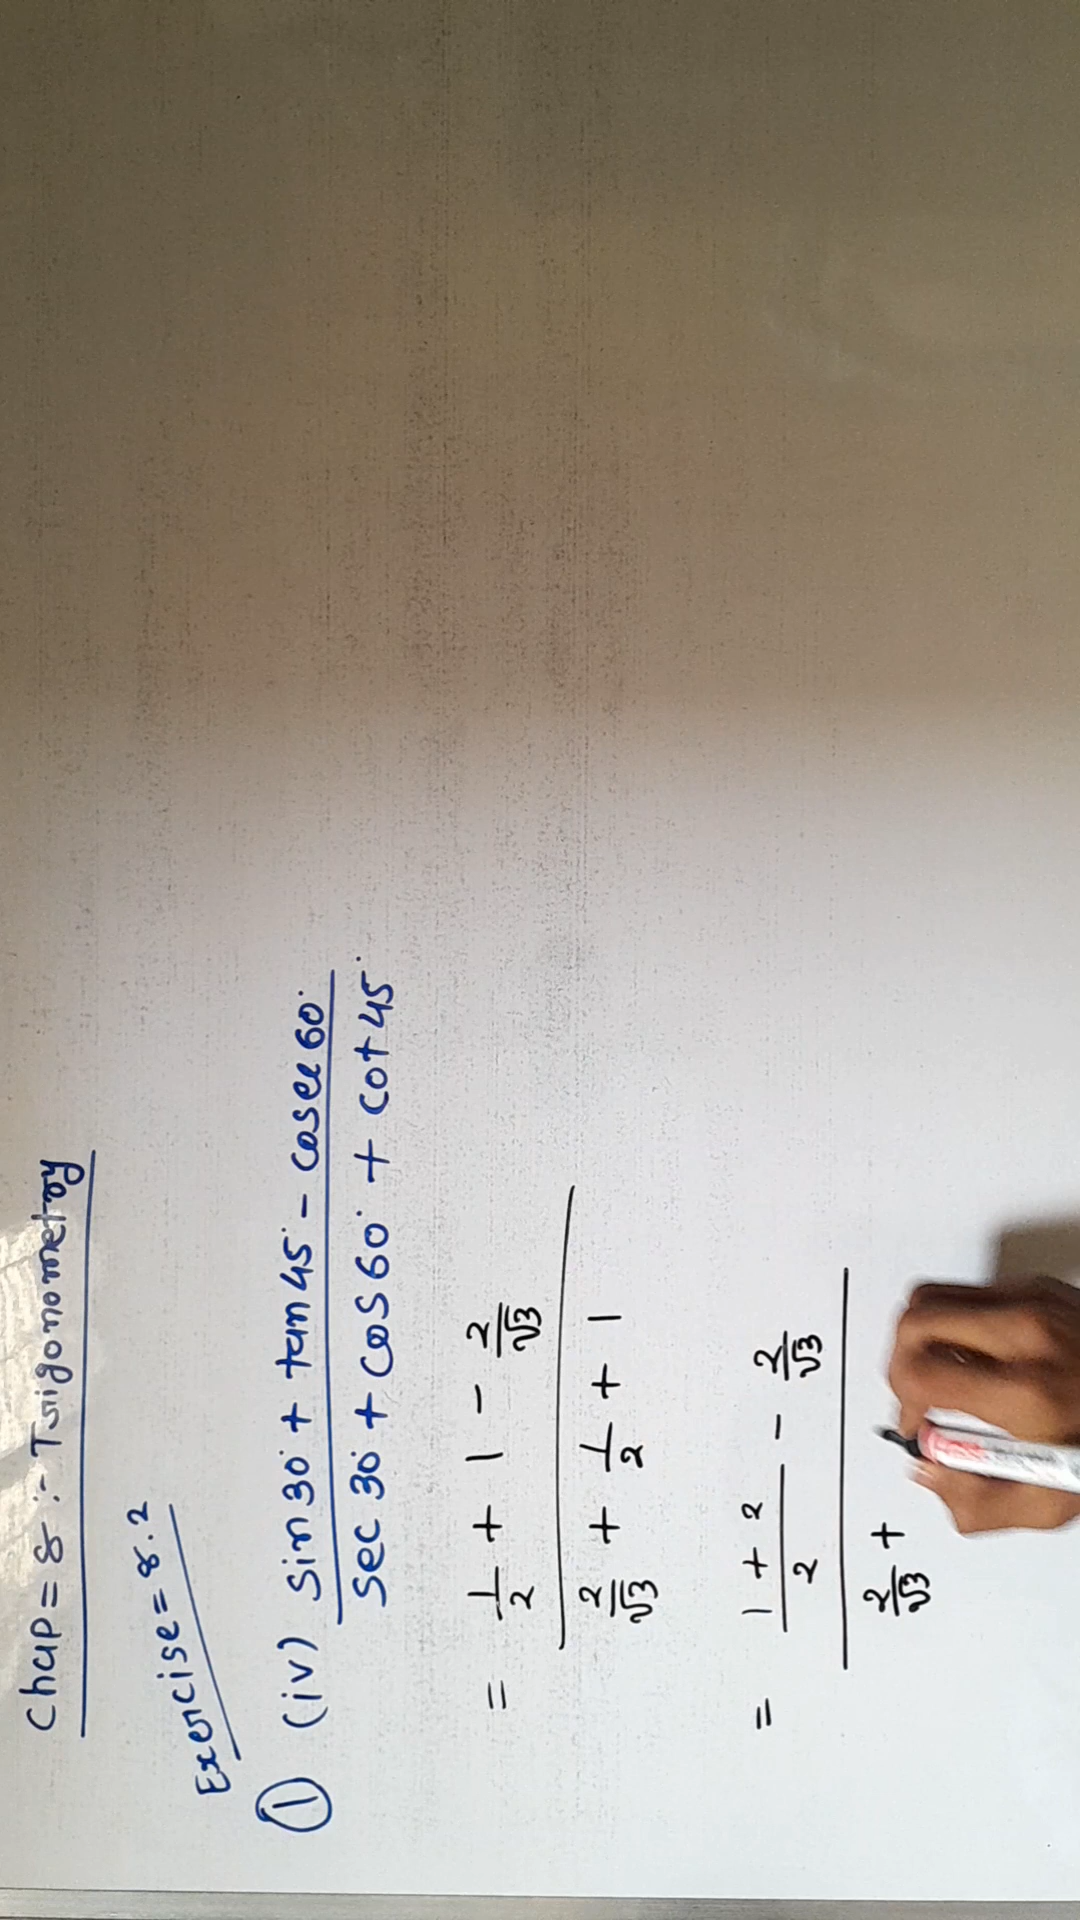 Chap = 8 :- Trigonometry
Exercise = 8.2
1 (iv) sin 30° + tan 45° - cosec 60°
sec 30° + cos 60° + cot 45°
= 1/2 + 1 - 2/√3
2/√3 + 1/2 + 1
= 1 + 2/2 - 2/√3
2/√3 +